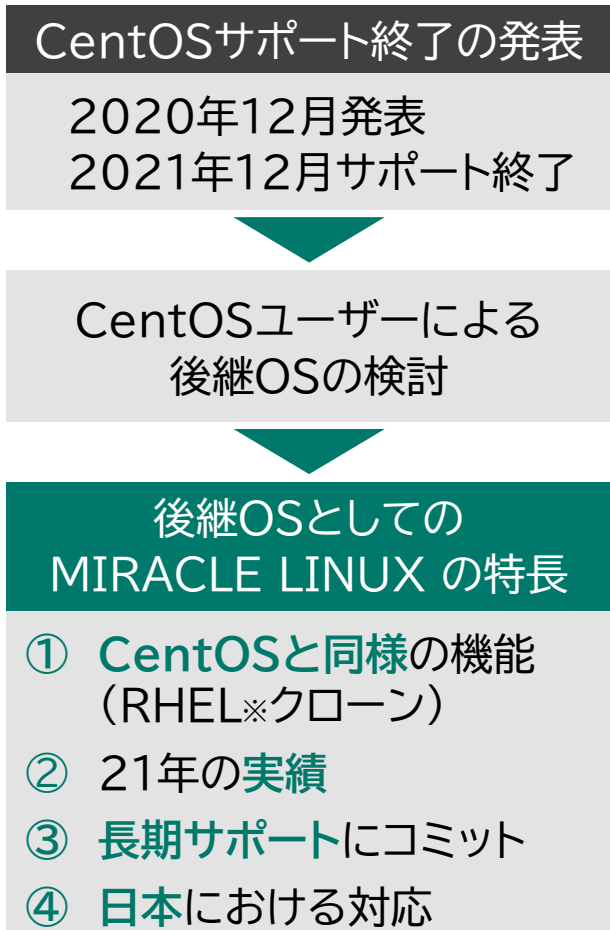 CentOSサポート終了の発表
2020年12月発表
2021年12月サポート終了
CentOSユーザーによる
後継OSの検討
後継OSとしての
MIRACLE LINUX の特長
① CentOSと同様の機能
（RHEL※クローン）
② 21年の実績
③ 長期サポートにコミット
④ 日本における対応